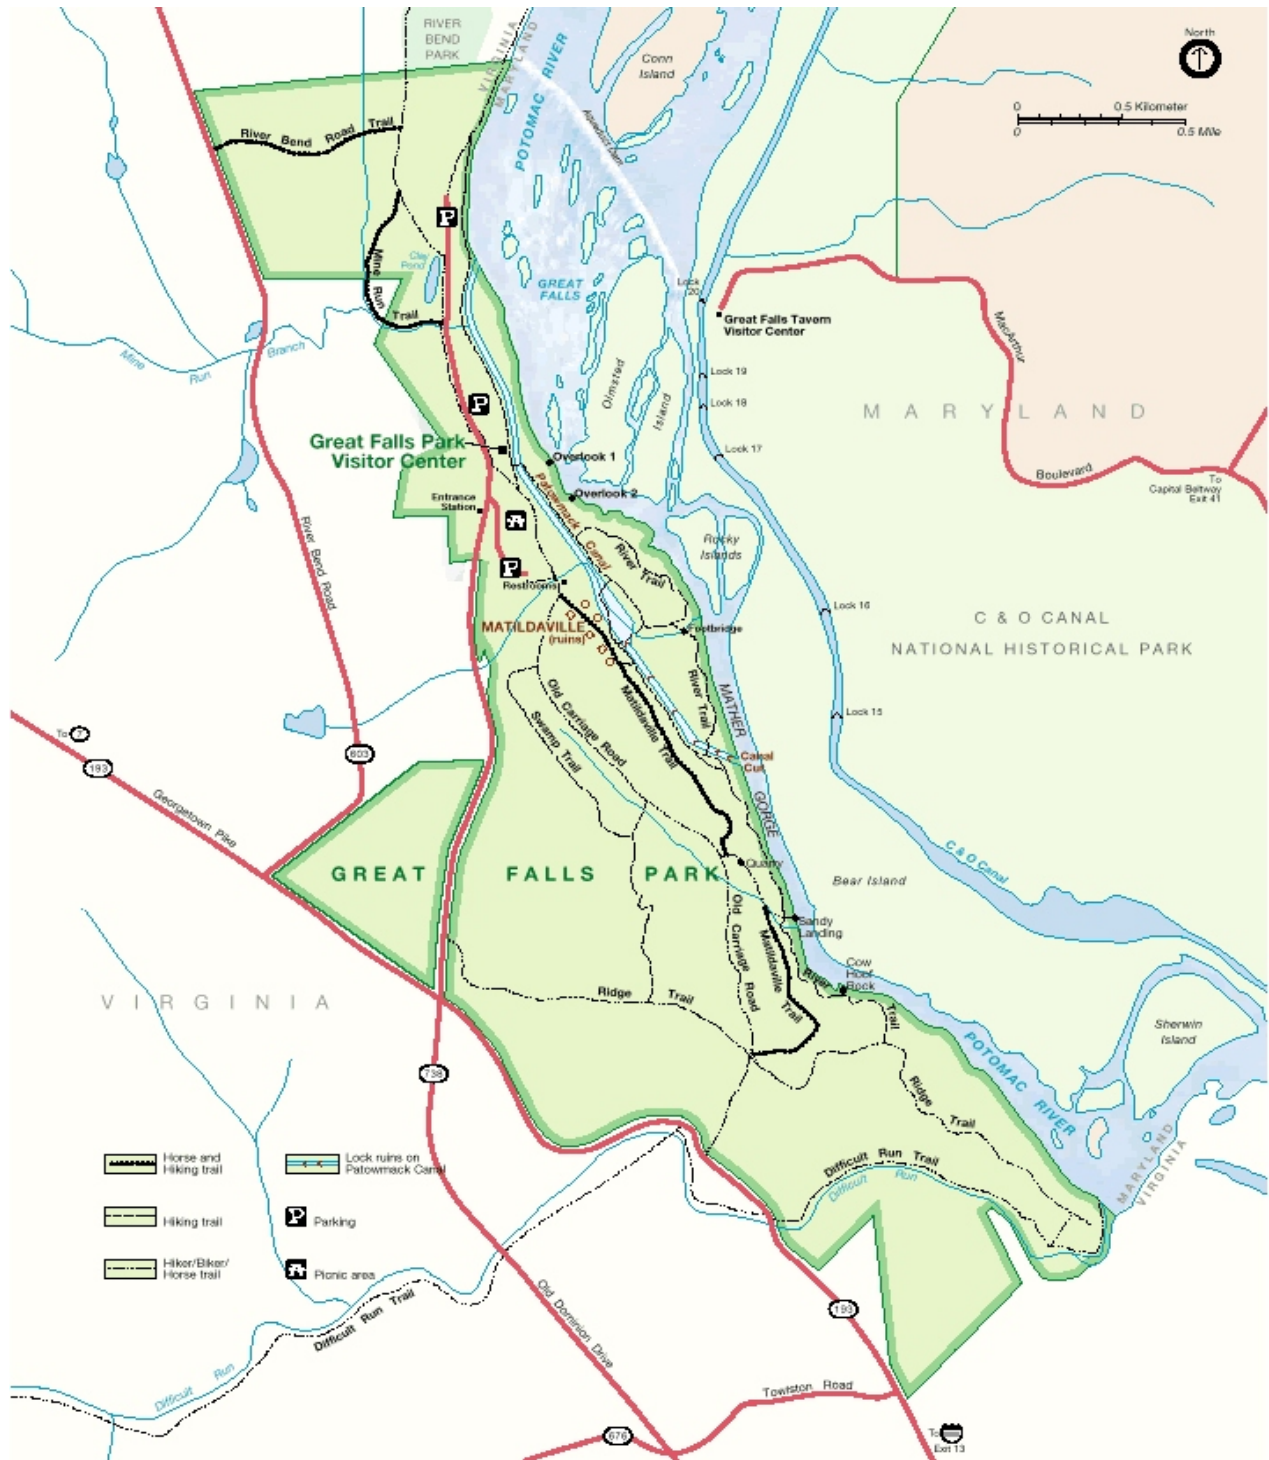 RIVER
BEND
PARK
VIRGINIA
MARYLAND
POTOMAC RIVER
Conn
Island
Aqueduct Dam
North
0 0.5 Kilometer
0 0.5 Mile
River Bend Road Trail
P
Mine Run Trail
Clay
Pond
GREAT
FALLS
Lock
20
Great Falls Tavern
Visitor Center
MacArthur
Mine Run Branch
Olmsted
Island
Lock 19
Lock 18
Lock 17
MARYLAND
Boulevard
To
Capital Beltway
Exit 41
P
Great Falls Park
Visitor Center
Overlook 1
Overlook 2
Entrance
Station
Patowmack
Canal
River Bend Road
P
Restrooms
River Trail
Rocky
Islands
Lock 16
C & O CANAL
NATIONAL HISTORICAL PARK
MATILDAVILLE
(ruins)
Footbridge
Old Carriage Road
Swamp Trail
Matildaville Trail
River Trail
MATHER
GORGE
Lock 15
Canal
Cut
To 7
193
603
Georgetown Pike
GREAT FALLS PARK
Quarry
Bear Island
C & O Canal
Old Carriage Road
Matildaville Trail
Sandy
Landing
Cow
Hoof
Rock
River
Trail
VIRGINIA
Ridge Trail
Sherwin
Island
POTOMAC RIVER
738
Ridge Trail
MARYLAND
VIRGINIA
Difficult Run Trail
Difficult Run
Horse and
Hiking trail
Lock ruins on
Patowmack Canal
Hiking trail
P Parking
Hiker/Biker/
Horse trail
Picnic area
Difficult Run Trail
Difficult Run
Old Dominion Drive
193
Towlston Road
676
To
Exit 13